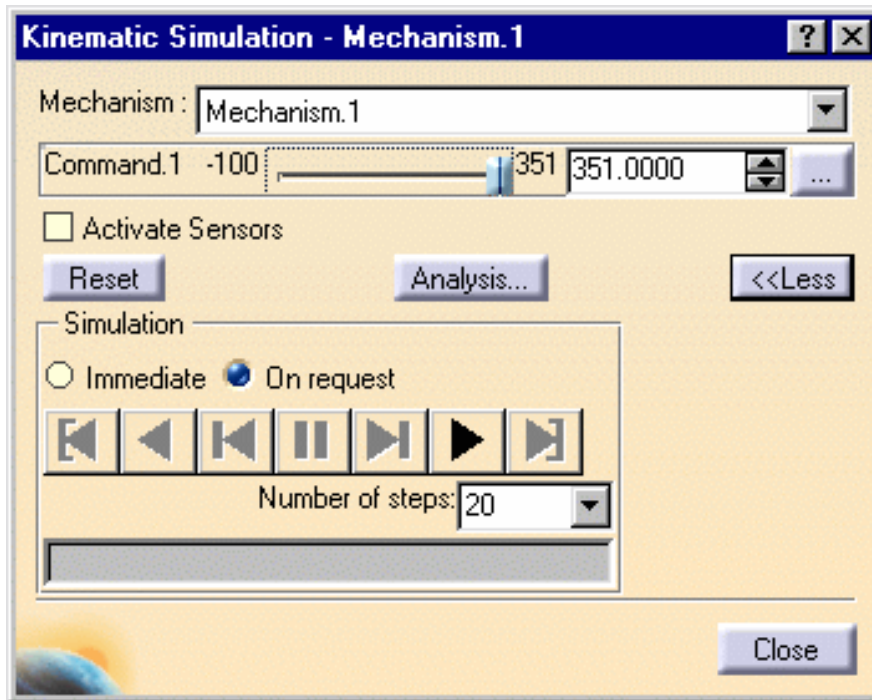 Kinematic Simulation - Mechanism.1
Mechanism : Mechanism.1
Command.1 -100 351 351.0000 ...
Activate Sensors
Reset Analysis... <<Less
Simulation
Immediate On request
Number of steps: 20
Close